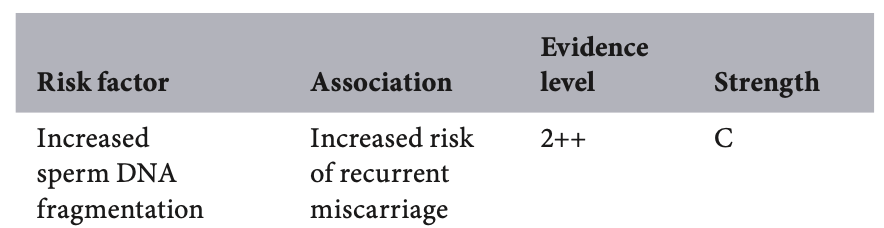 Risk factor Association Evidence level Strength
Increased Increased risk 2++ C
sperm DNA of recurrent
fragmentation miscarriage